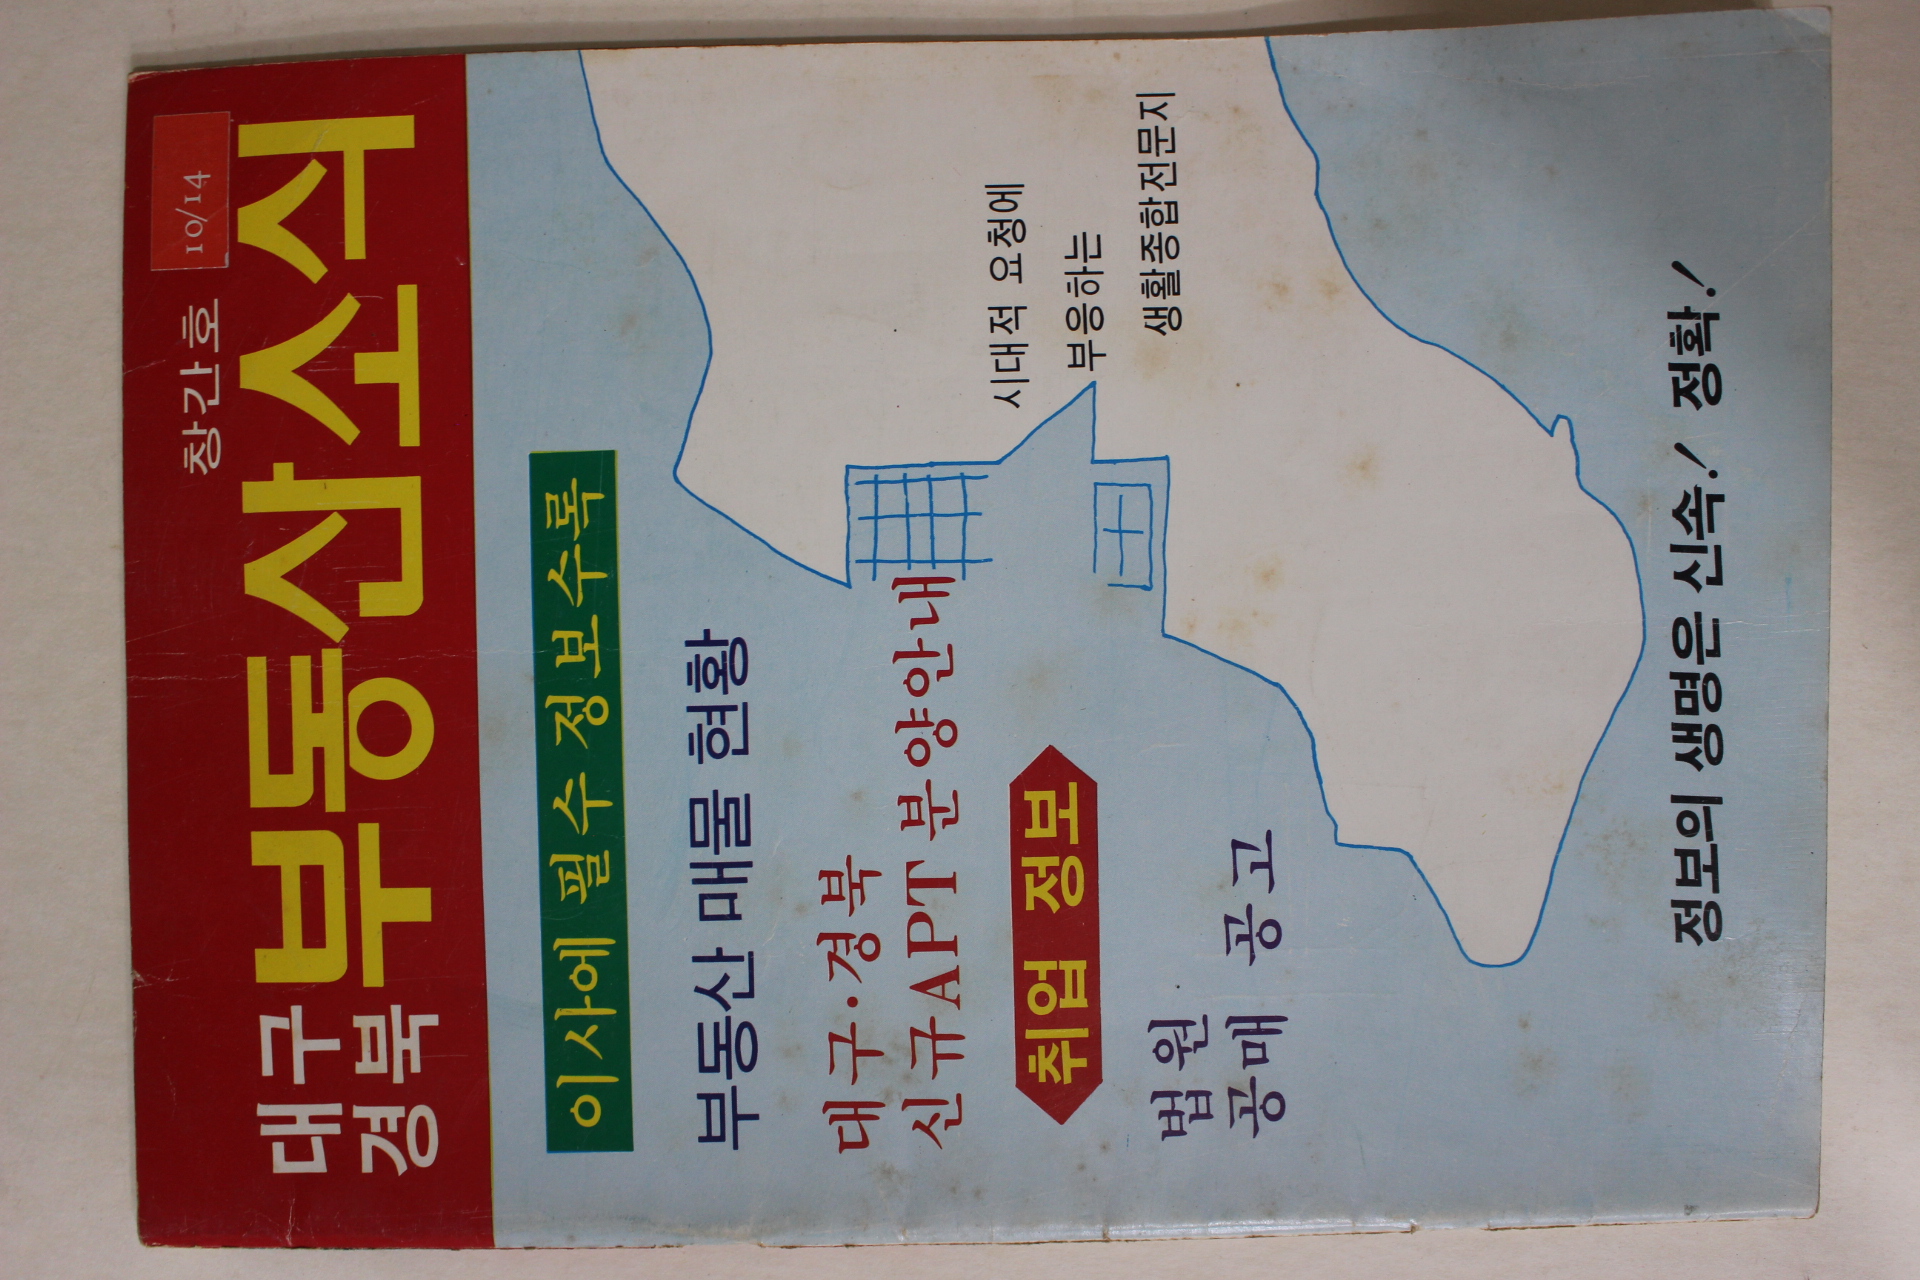 10/14
창간호
대구
경북
부동산소식
이사에 필수정보수록
부동산 매물 현황
대구·경북
신규APT분양안내
시대적 요청에
부응하는
생활종합전문지
취업 정보
법원
공매 공고
정보의 생명은 신속! 정확!